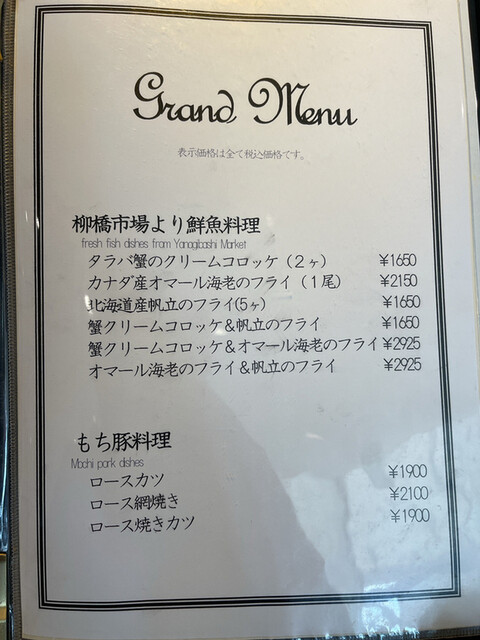 Grand Menu
表示価格は全て税込価格です。
柳橋市場より鮮魚料理
fresh fish dishes from Yanagibashi Market
タラバ蟹のクリームコロッケ（2ヶ） ¥1650
カナダ産オマール海老のフライ（1尾） ¥2150
北海道産帆立のフライ(5ヶ) ¥1650
蟹クリームコロッケ＆帆立のフライ ¥1650
蟹クリームコロッケ＆オマール海老のフライ ¥2925
オマール海老のフライ＆帆立のフライ ¥2925
もち豚料理
Mochi pork dishes
ロースカツ ¥1900
ロース網焼き ¥2100
ロース焼きカツ ¥1900